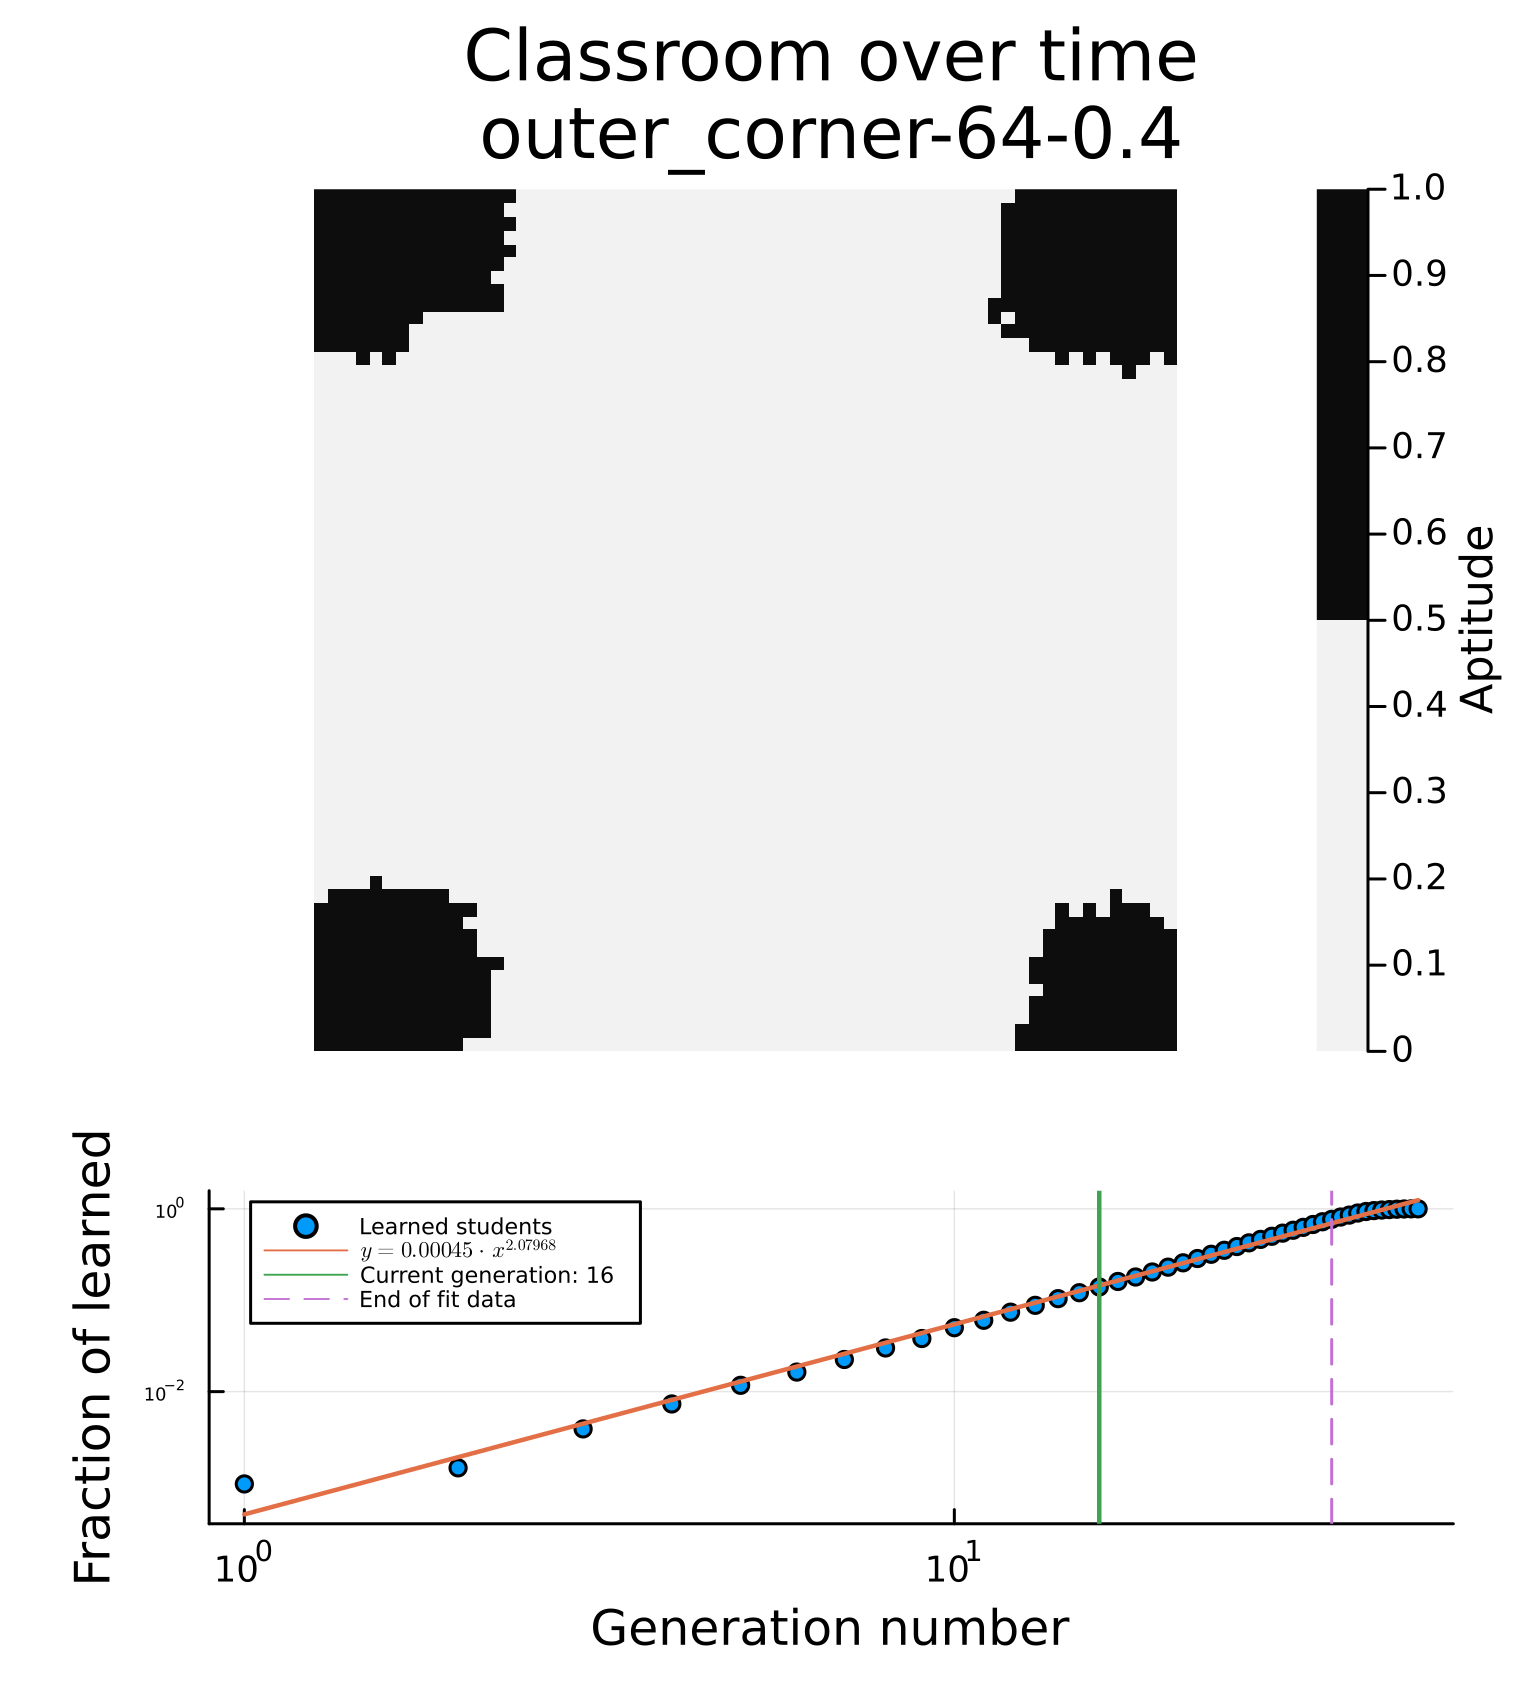 Classroom over time
outer_corner-64-0.4
1.0
0.9
0.8
0.7
0.6
0.5
0.4
0.3
0.2
0.1
0
Aptitude
Fraction of learned
10^0
10^-2
Learned students
y = 0.00045 · x^2.07968
Current generation: 16
End of fit data
10^0
10^1
Generation number